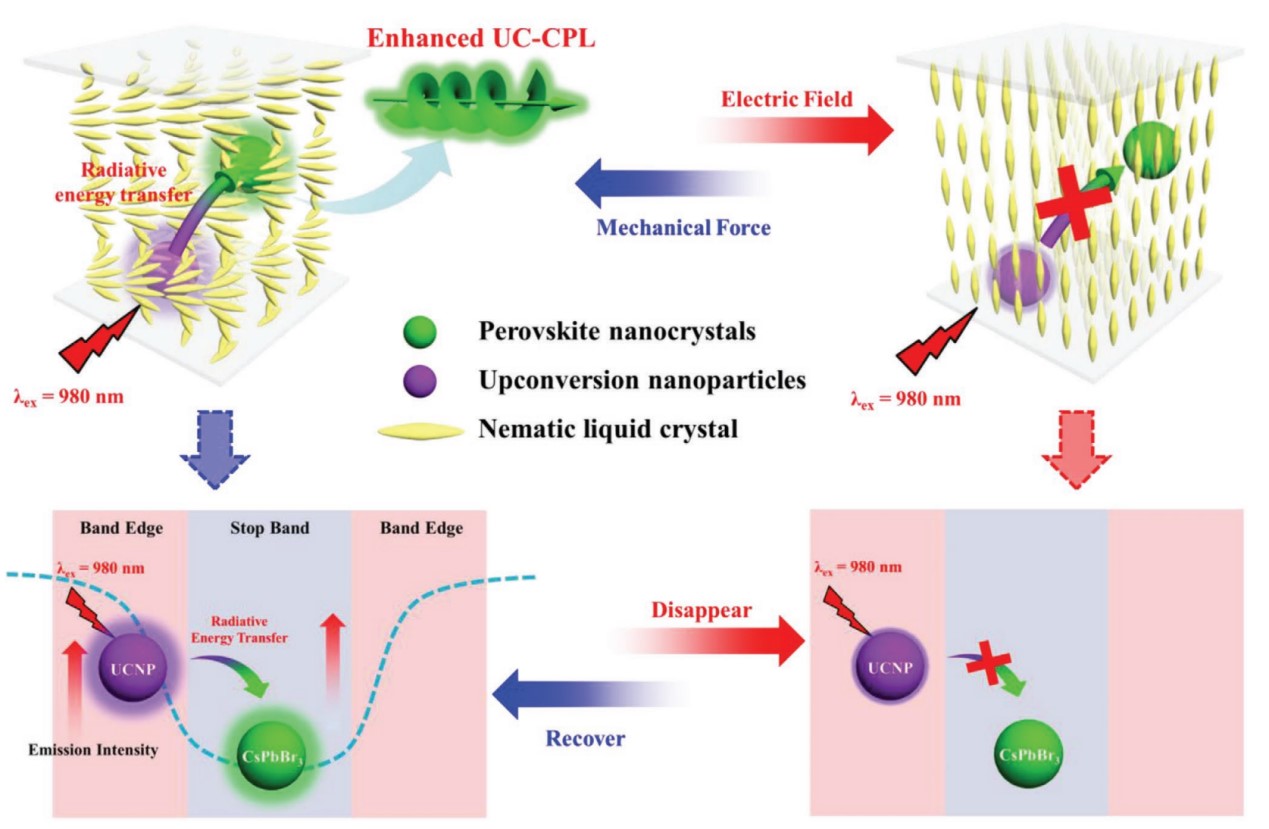 Enhanced UC-CPL
Electric Field
Mechanical Force
Radiative
energy transfer
λex = 980 nm
λex = 980 nm
Perovskite nanocrystals
Upconversion nanoparticles
Nematic liquid crystal
Band Edge
Stop Band
Band Edge
λex = 980 nm
Radiative
Energy Transfer
UCNP
Emission Intensity
CsPbBr3
Disappear
Recover
λex = 980 nm
UCNP
CsPbBr3